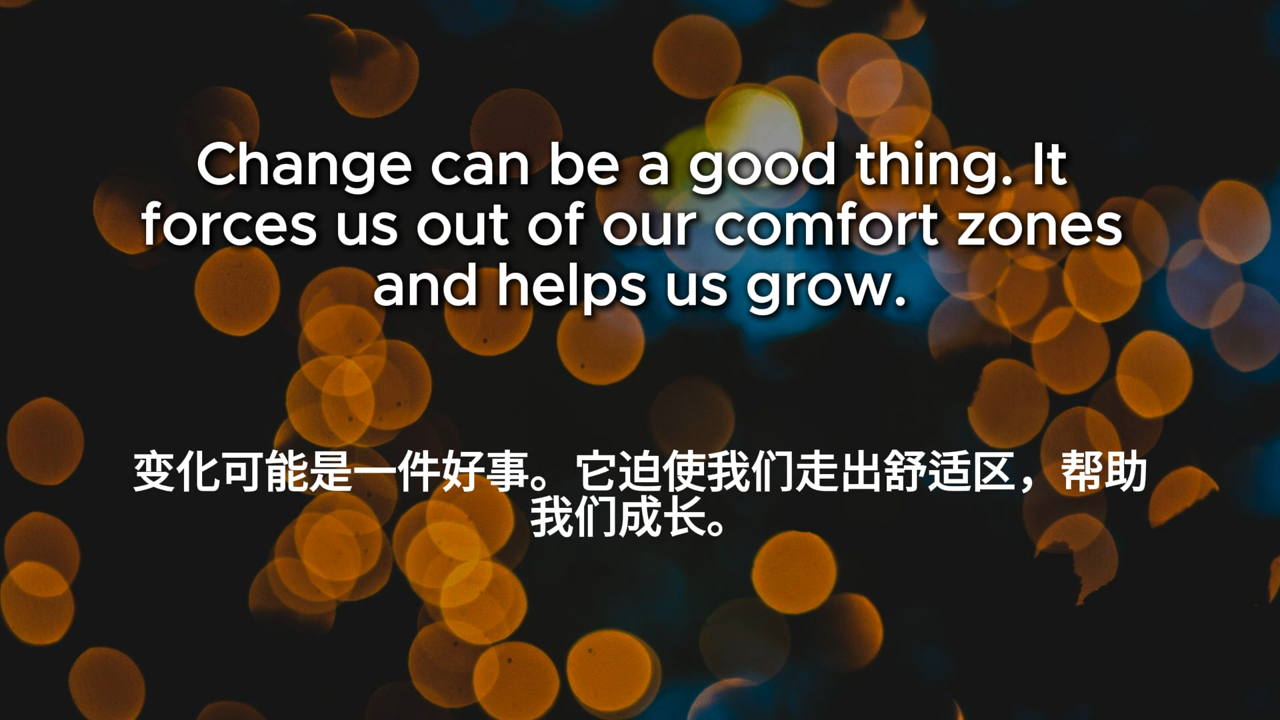 Change can be a good thing. It
forces us out of our comfort zones
and helps us grow.
变化可能是一件好事。它迫使我们走出舒适区，帮助
我们成长。